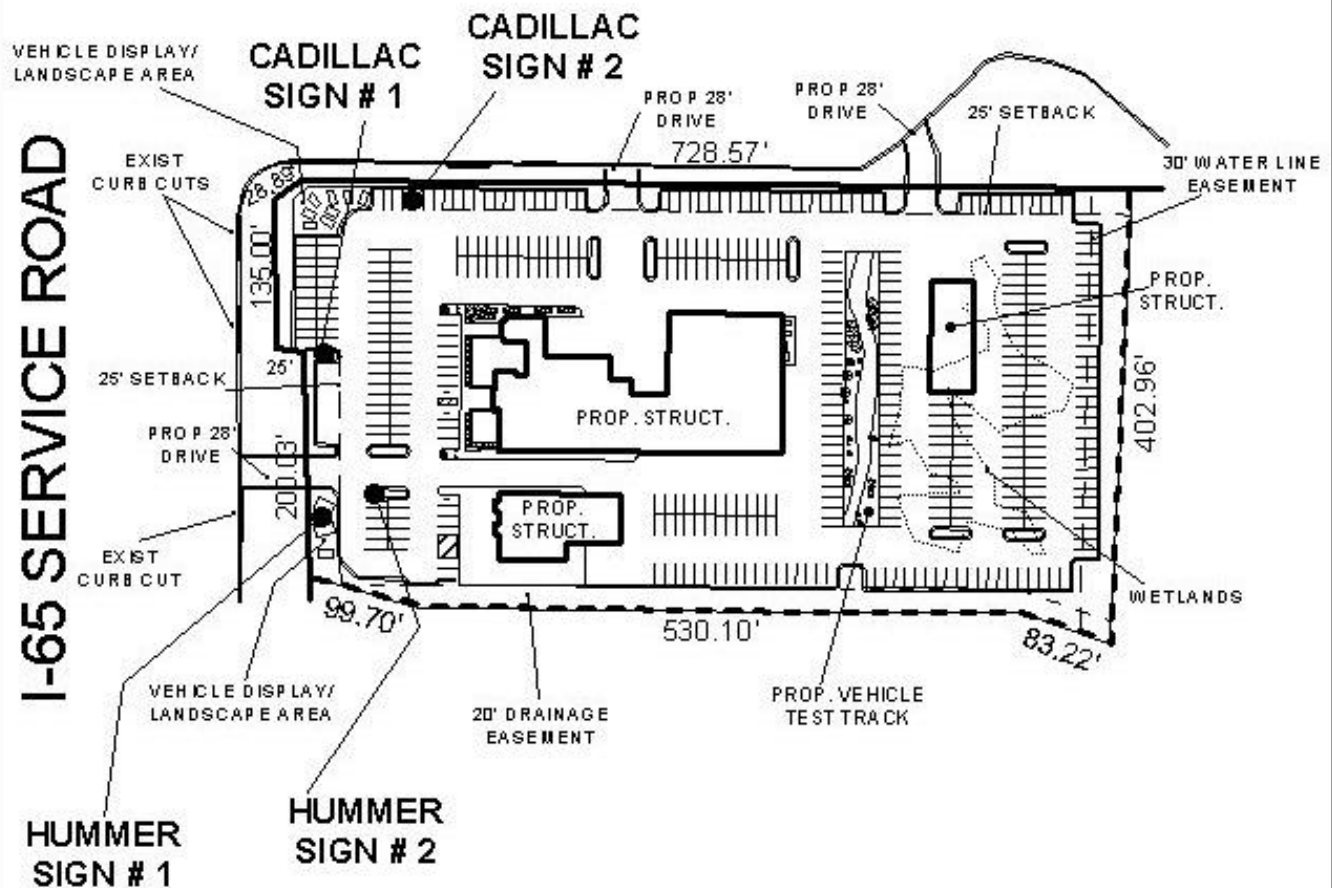 CADILLAC
SIGN # 2
VEHICLE DISPLAY/
LANDSCAPE AREA
CADILLAC
SIGN # 1
PROP 28'
DRIVE
PROP 28'
DRIVE
25' SETBACK
728.57'
EXIST
CURB CUTS
30' WATER LINE
EASEMENT
28.89'
135.00'
I-65 SERVICE ROAD
PROP.
STRUCT.
25'
25' SETBACK
402.96'
PROP. STRUCT.
PROP 28'
DRIVE
200.03'
PROP.
STRUCT.
EXIST
CURB CUT
WETLANDS
99.70'
530.10'
83.22'
VEHICLE DISPLAY/
LANDSCAPE AREA
20' DRAINAGE
EASEMENT
PROP. VEHICLE
TEST TRACK
HUMMER
SIGN # 1
HUMMER
SIGN # 2